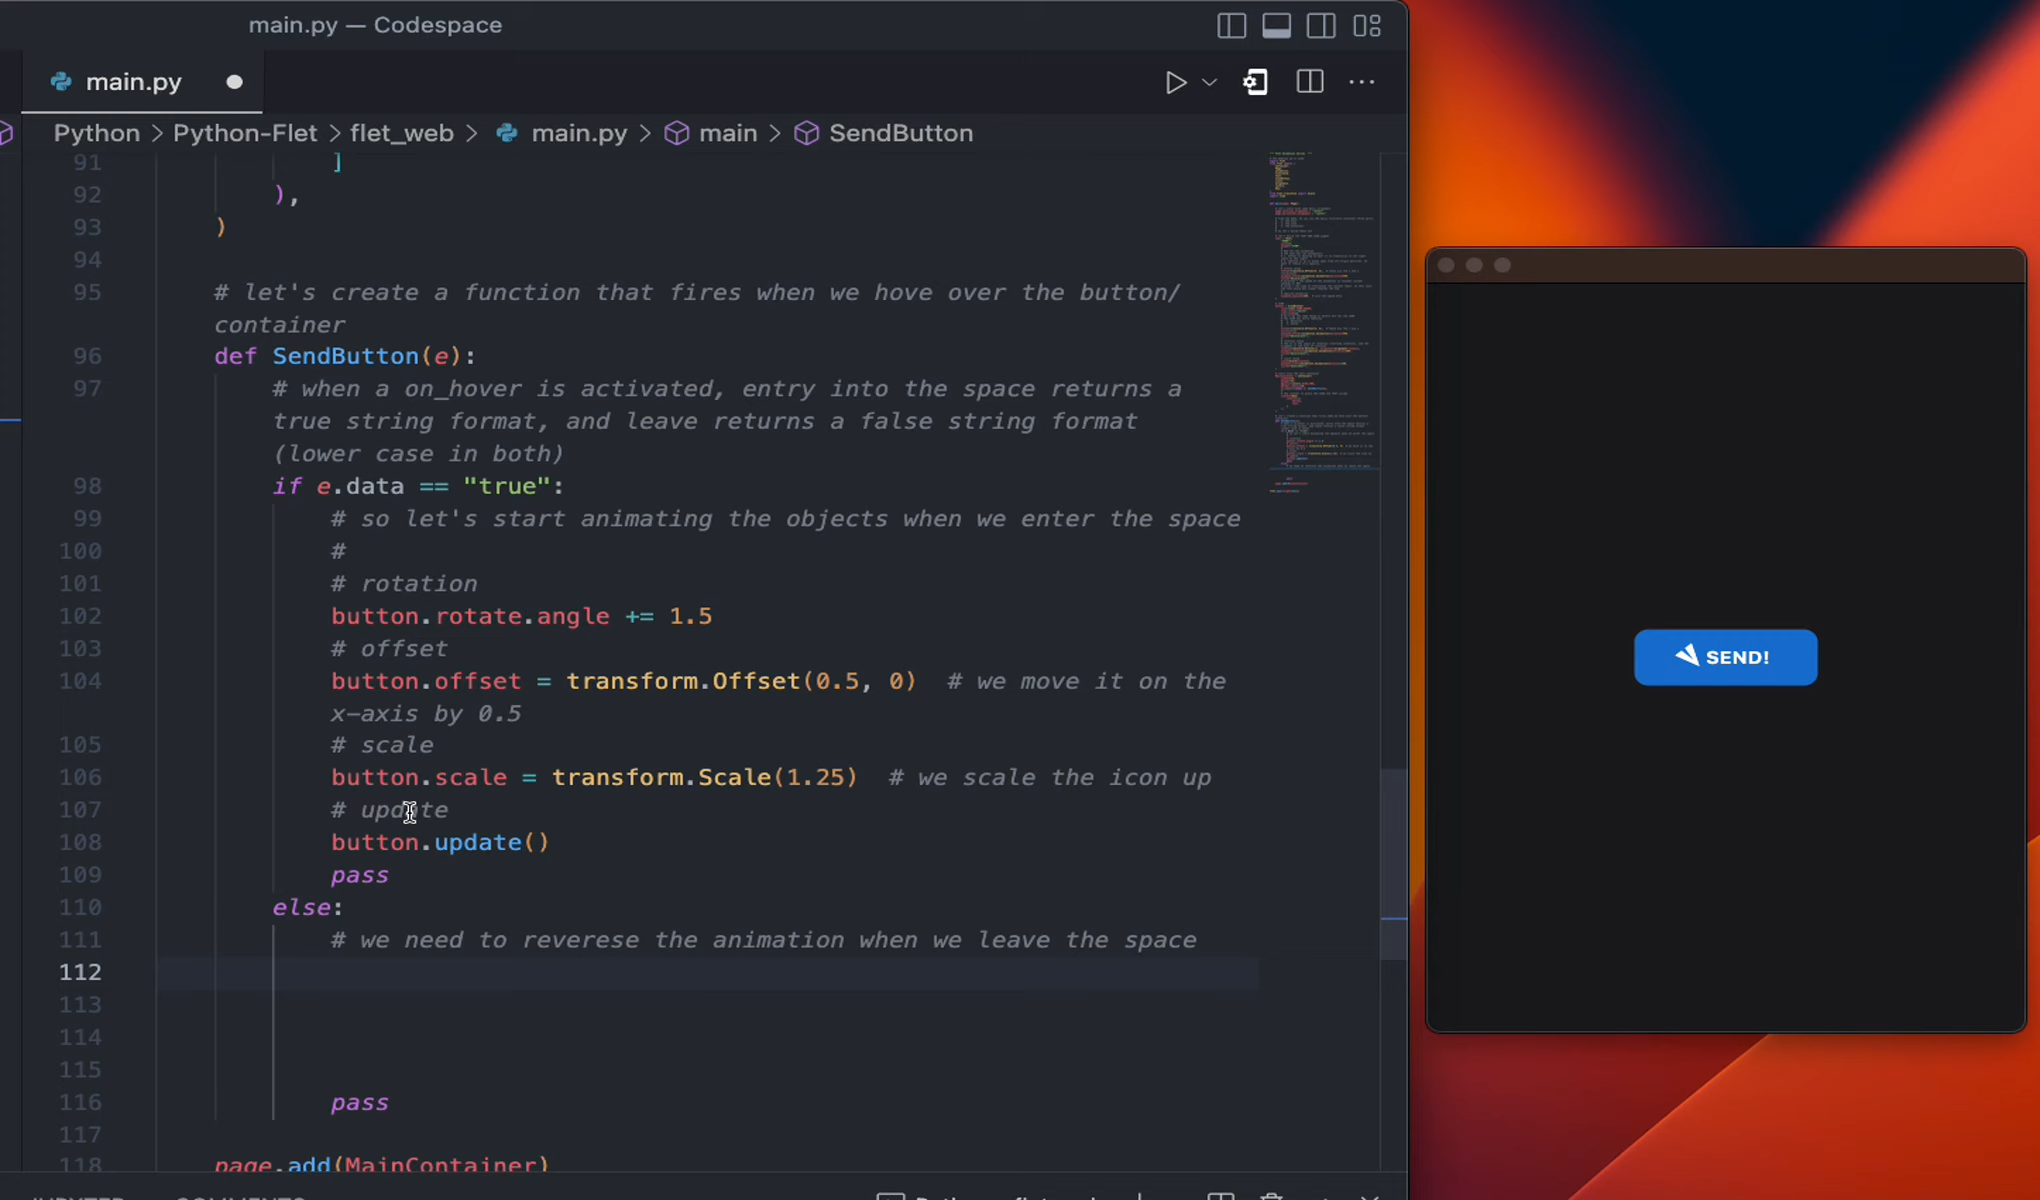 main.py — Codespace
main.py
Python > Python-Flet > flet_web > main.py > main > SendButton
91 ]
92 ),
93 )
94
95 # let's create a function that fires when we hove over the button/
container
96 def SendButton(e):
97 # when a on_hover is activated, entry into the space returns a
true string format, and leave returns a false string format
(lower case in both)
98 if e.data == "true":
99 # so let's start animating the objects when we enter the space
100 #
101 # rotation
102 button.rotate.angle += 1.5
103 # offset
104 button.offset = transform.Offset(0.5, 0)  # we move it on the
x-axis by 0.5
105 # scale
106 button.scale = transform.Scale(1.25)  # we scale the icon up
107 # update
108 button.update()
109 pass
110 else:
111 # we need to reverese the animation when we leave the space
112
113
114
115
116 pass
117
118 page.add(MainContainer)
SEND!